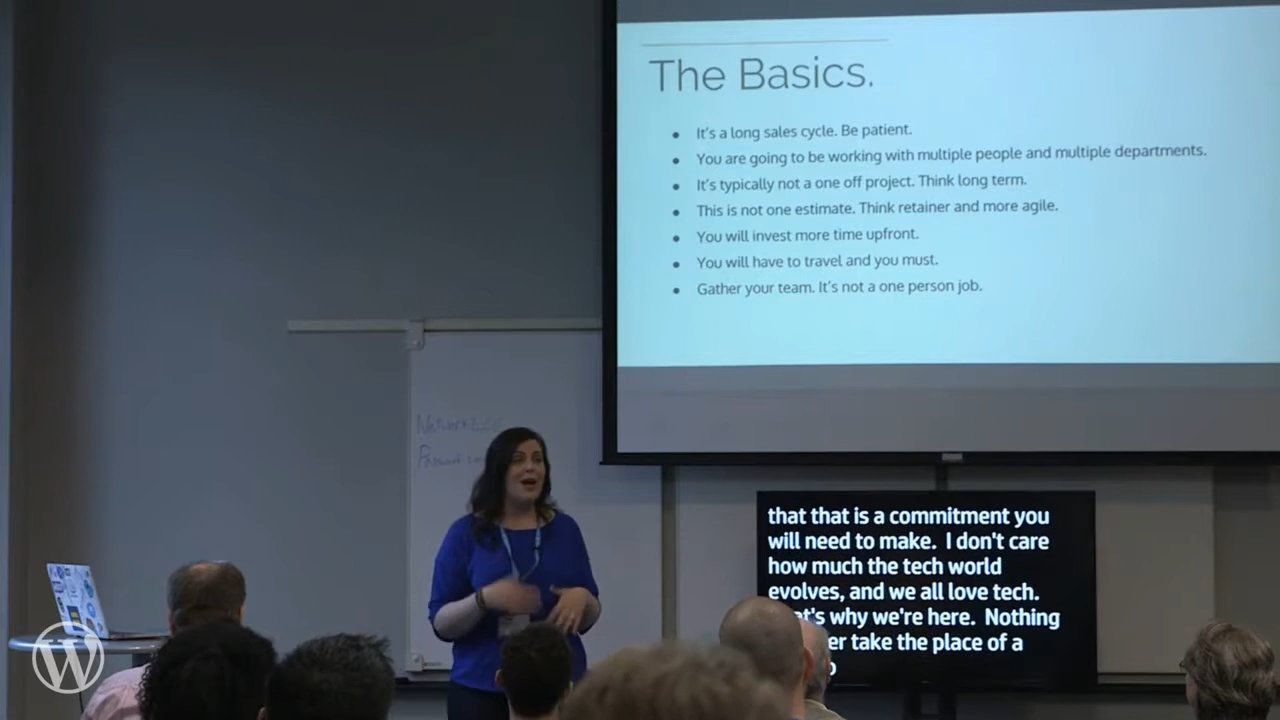 The Basics.
It's a long sales cycle. Be patient.
You are going to be working with multiple people and multiple departments.
It's typically not a one off project. Think long term.
This is not one estimate. Think retainer and more agile.
You will invest more time upfront.
You will have to travel and you must.
Gather your team. It's not a one person job.
that that is a commitment you
will need to make. I don't care
how much the tech world
evolves, and we all love tech.
why we're here. Nothing
take the place of a